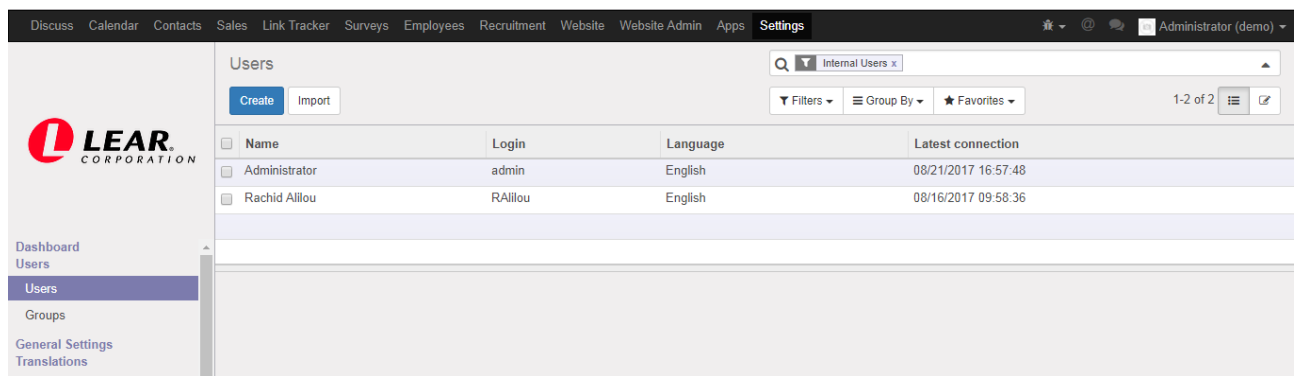 Discuss Calendar Contacts Sales Link Tracker Surveys Employees Recruitment Website Website Admin Apps Settings @ Administrator (demo)
Users
Internal Users x
Create Import
Filters Group By Favorites 1-2 of 2
LEAR.
CORPORATION
Name Login Language Latest connection
Administrator admin English 08/21/2017 16:57:48
Rachid Alilou RAlilou English 08/16/2017 09:58:36
Dashboard
Users
Users
Groups
General Settings
Translations